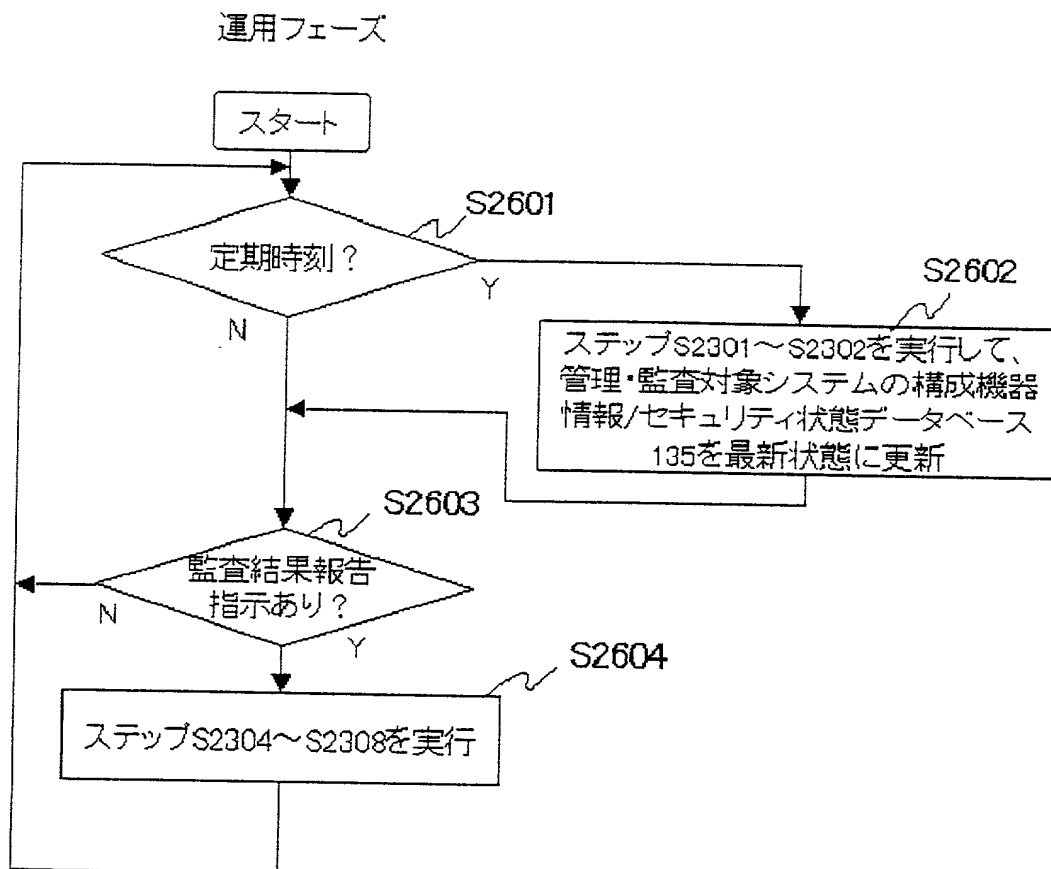 運用フェーズ
スタート
S2601
定期時刻？
Y
N
S2602
ステップS2301～S2302を実行して、
管理・監査対象システムの構成機器
情報/セキュリティ状態データベース
135を最新状態に更新
S2603
監査結果報告
指示あり？
N
Y
S2604
ステップS2304～S2308を実行